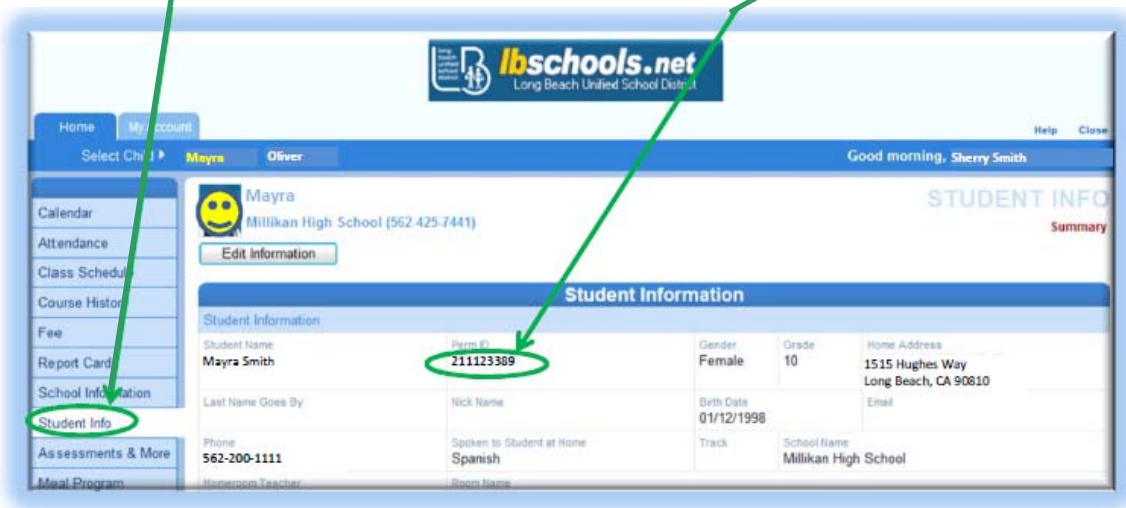 long
beach
unified
school
district
lbschools.net
Long Beach Unified School District
Home My Account
Help Close
Select Child Mayra Oliver Good morning, Sherry Smith
Mayra
Millikan High School (562-425-7441)
STUDENT INFO
Summary
Edit Information
Calendar
Attendance
Class Schedule
Course History
Fee
Report Card
School Information
Student Info
Assessments & More
Meal Program
Student Information
Student Information
Student Name Perm ID Gender Grade Home Address
Mayra Smith 211123389 Female 10 1515 Hughes Way
Long Beach, CA 90810
Last Name Goes By Nick Name Birth Date Email
01/12/1998
Phone Spoken to Student at Home Track School Name
562-200-1111 Spanish Millikan High School
Homeroom Teacher Room Name